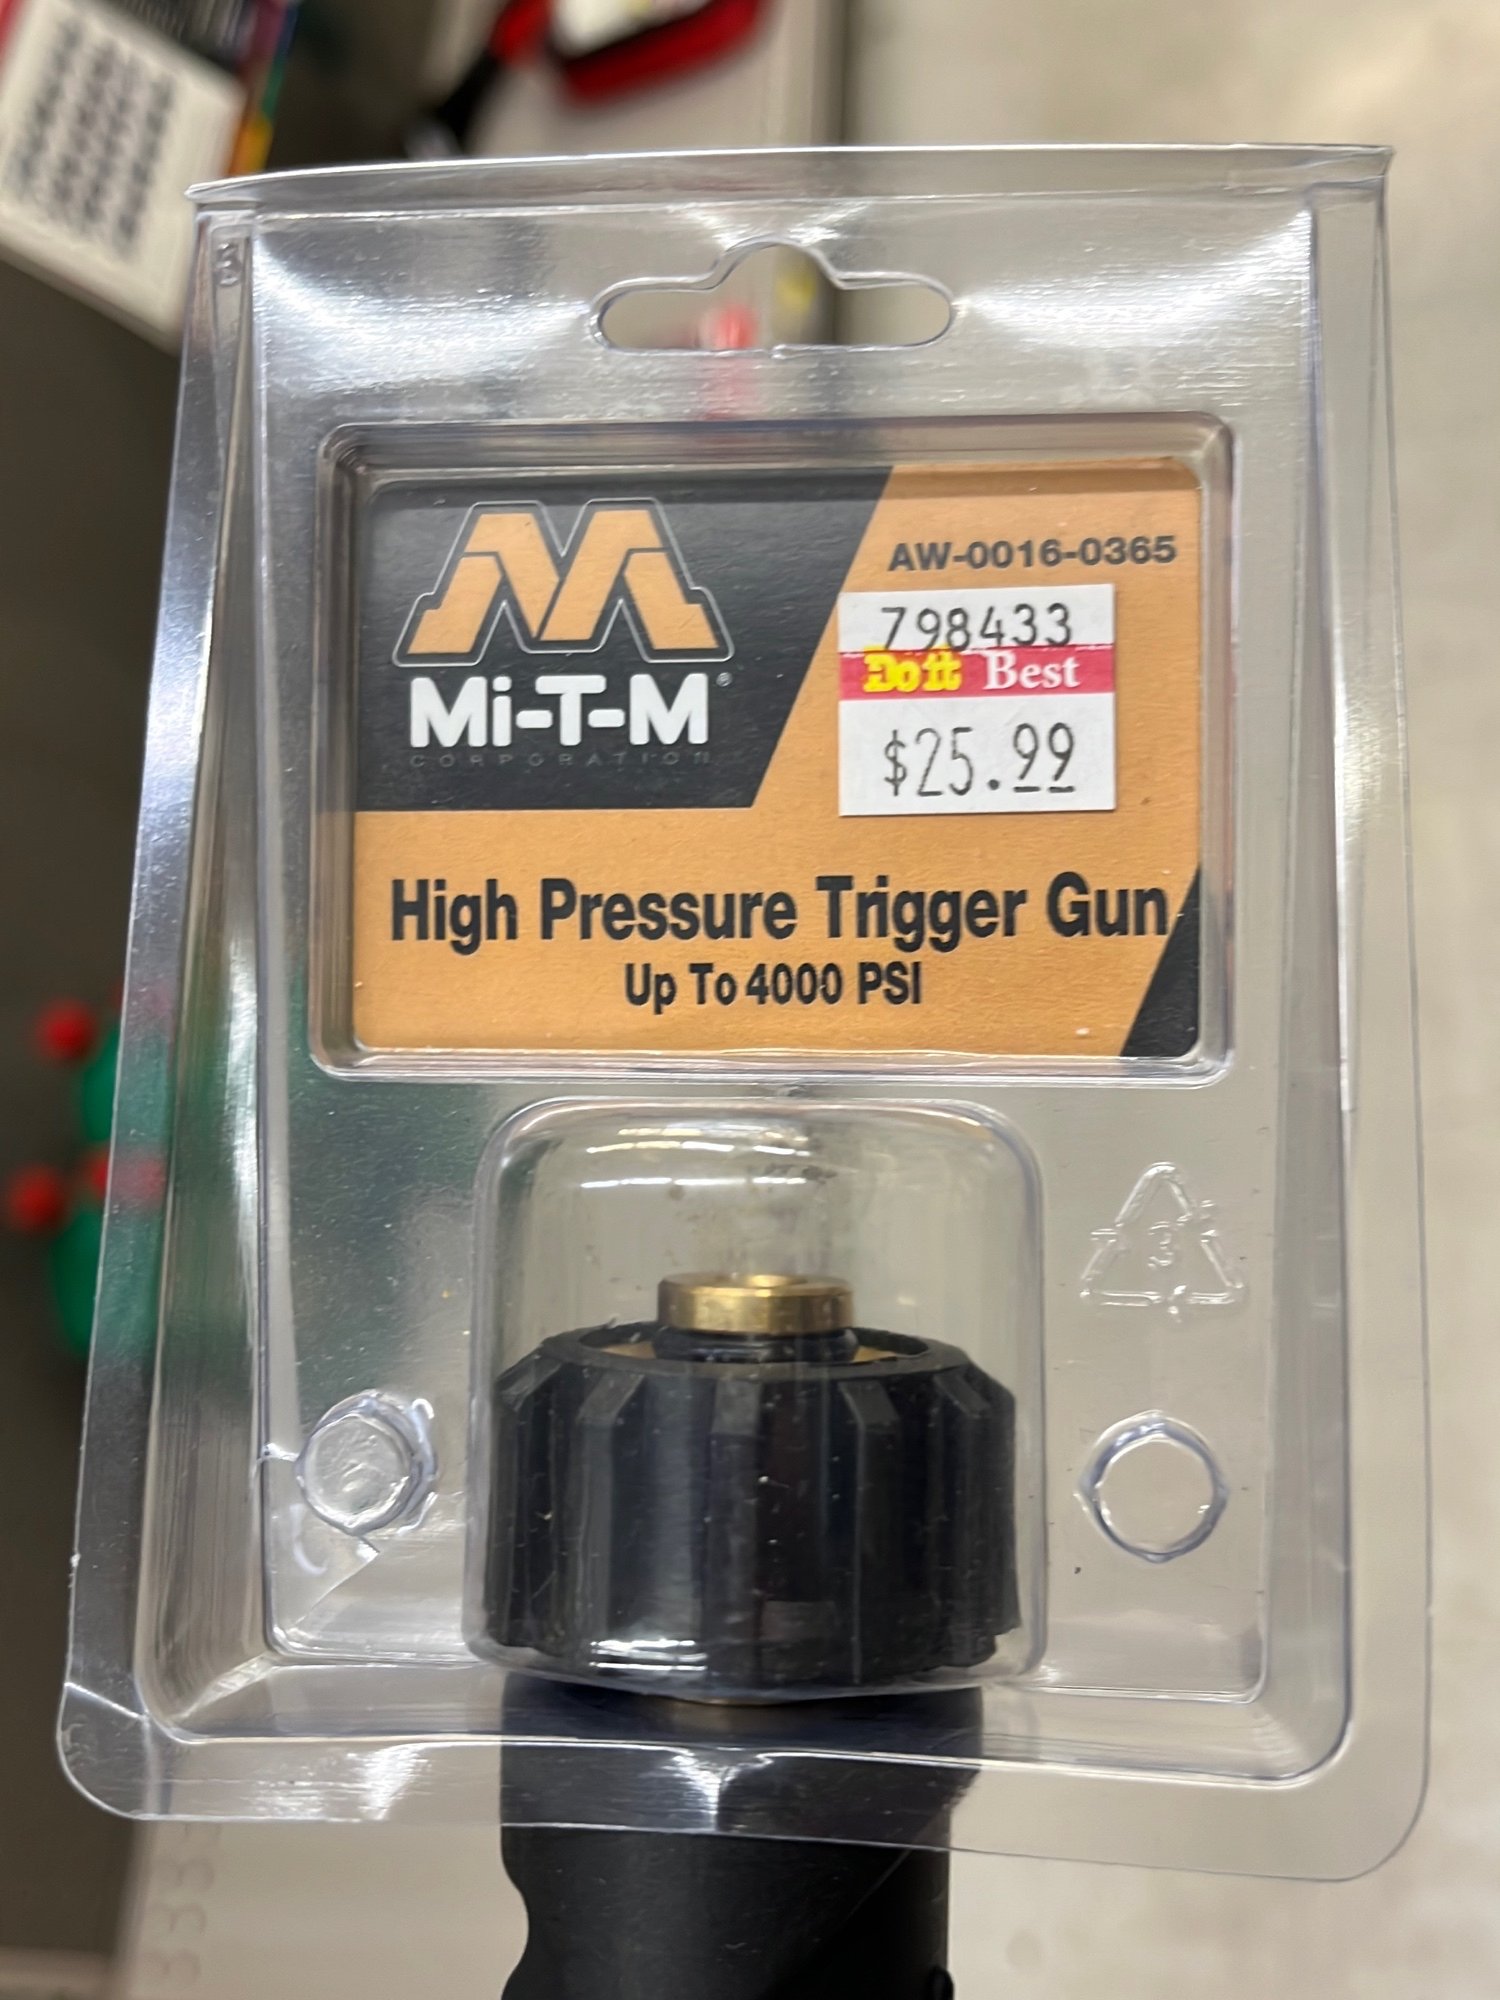 Mi-T-M®
CORPORATION
AW-0016-0365
798433
Do it Best
$25.99
High Pressure Trigger Gun
Up To 4000 PSI
3